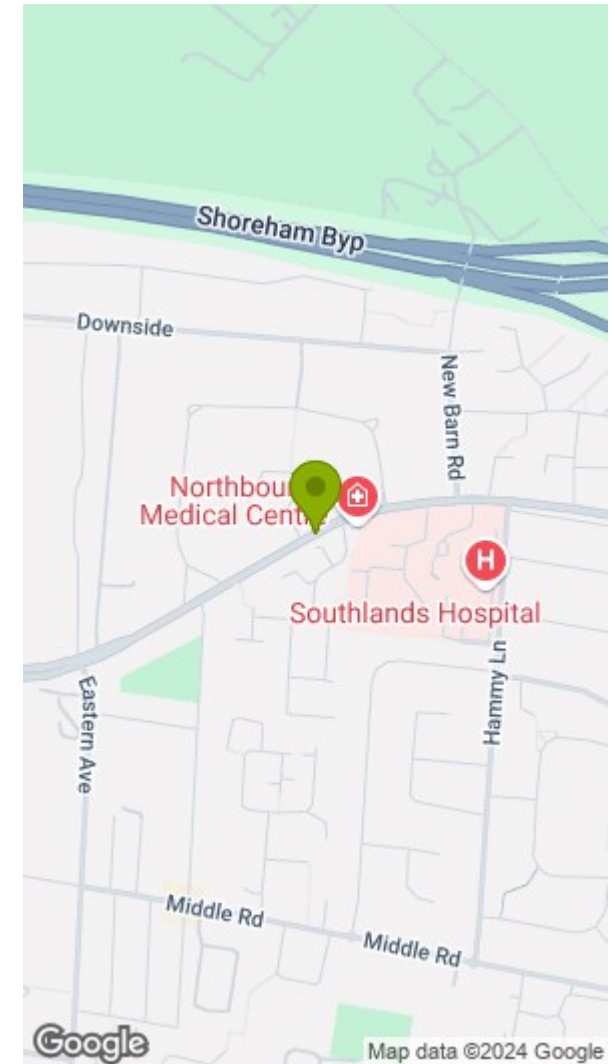 Shoreham Byp
Downside
New Barn Rd
Medical
Southlands Hospital
H
Hammy Ln
Eastern Ave
Middle Rd
Middle Rd
Google
Map data ©2024 Google